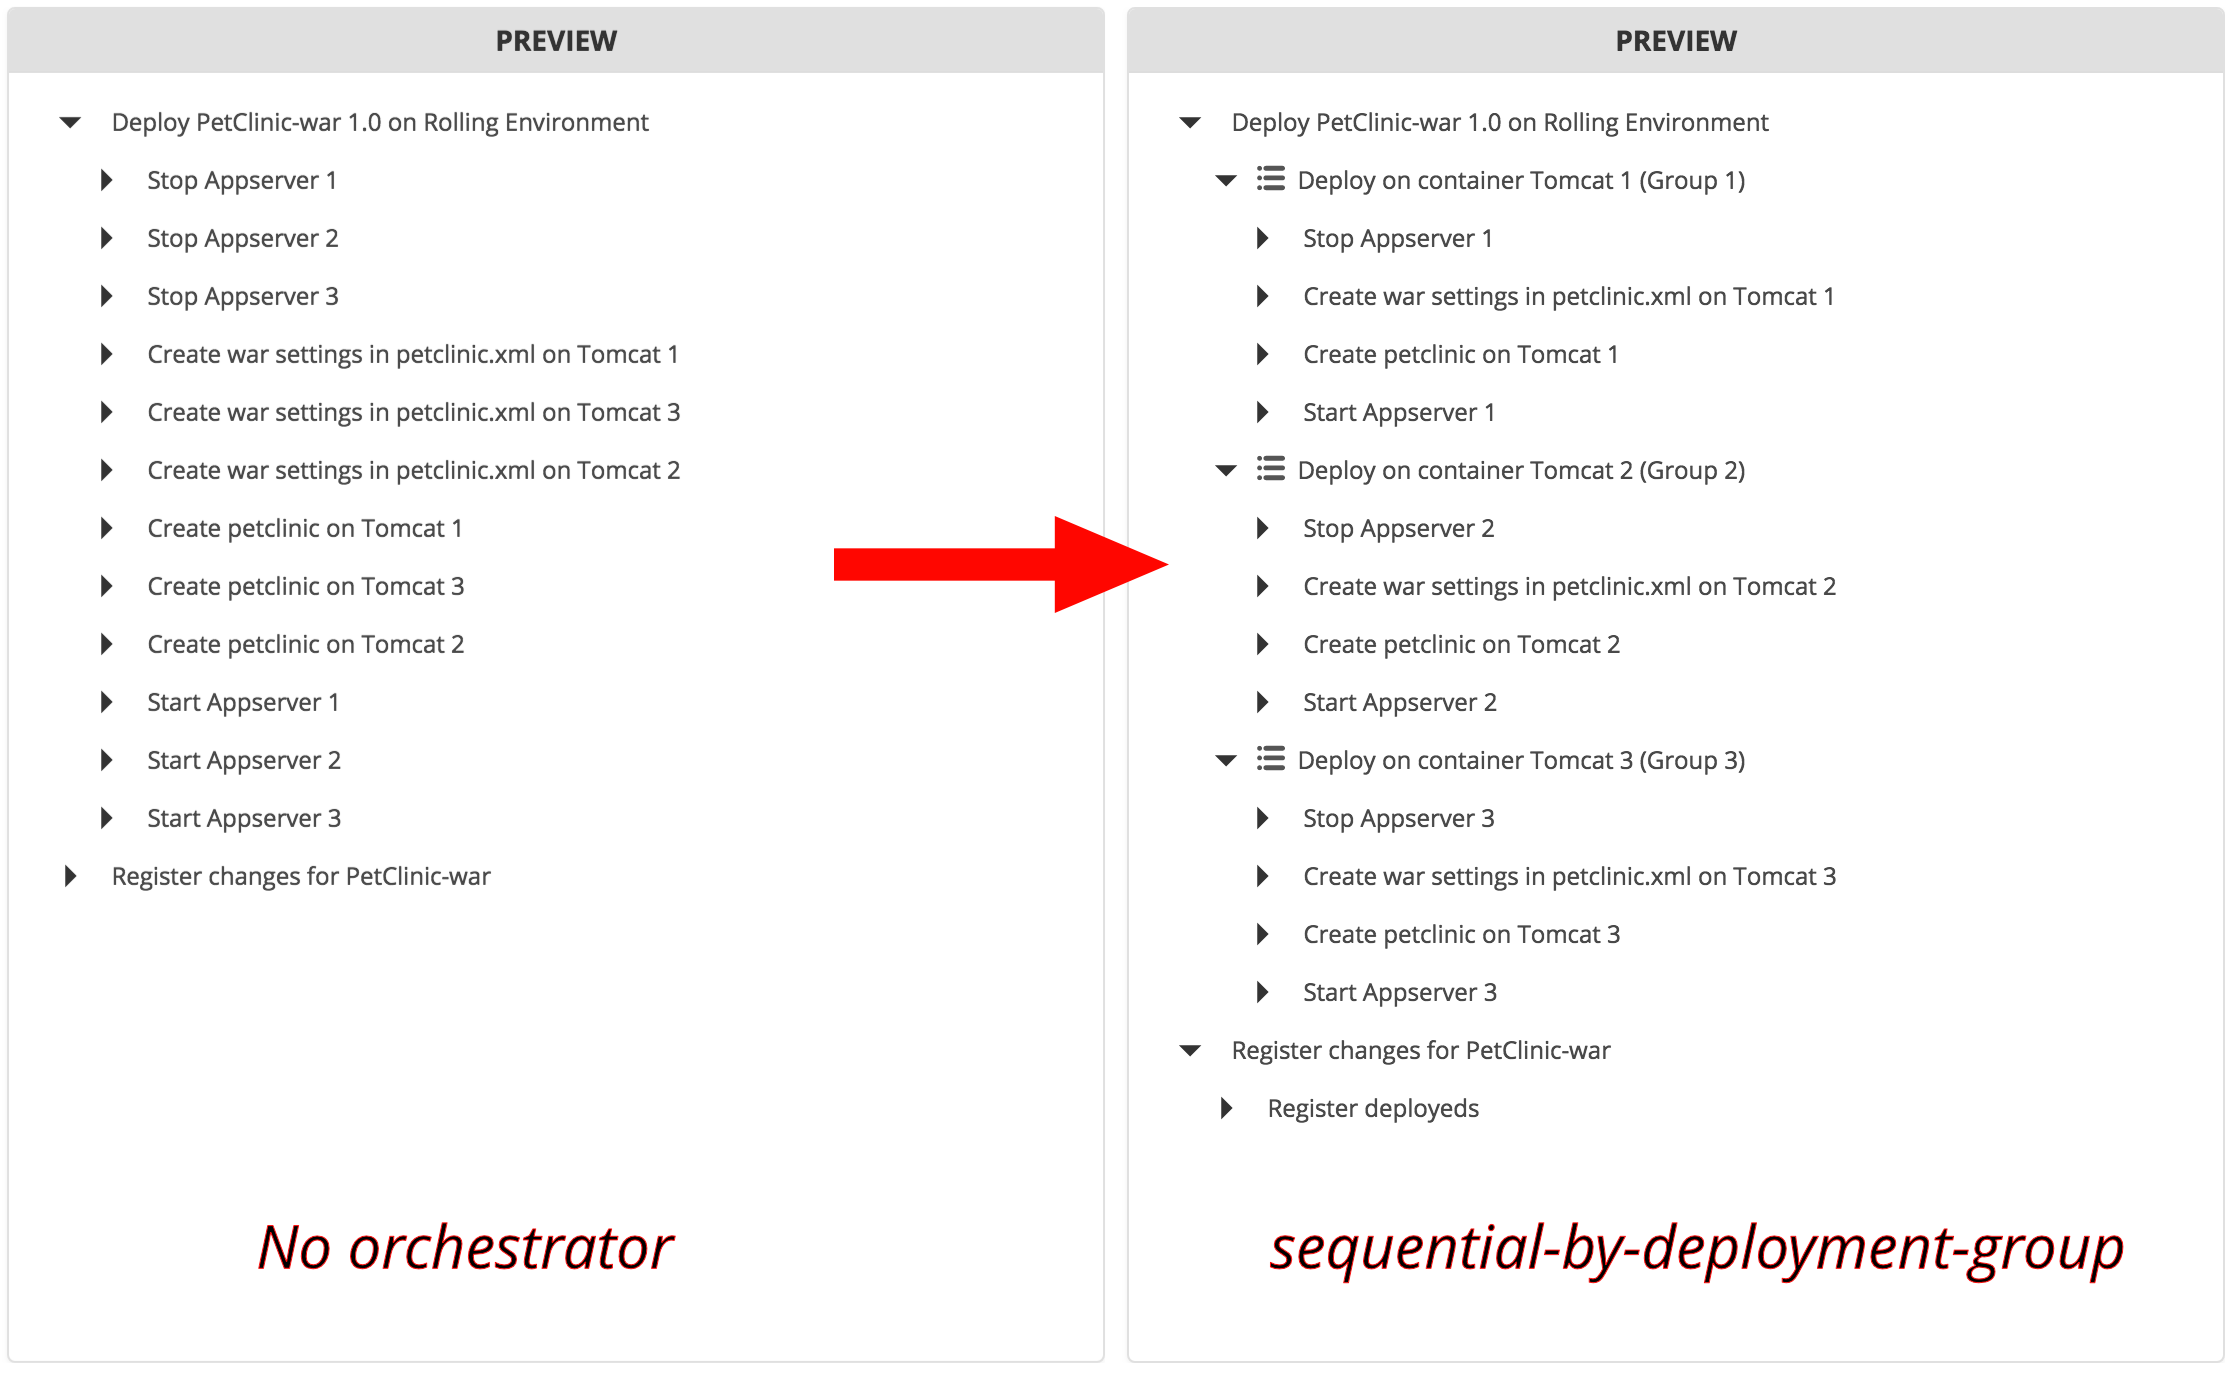 PREVIEW
Deploy PetClinic-war 1.0 on Rolling Environment
Stop Appserver 1
Stop Appserver 2
Stop Appserver 3
Create war settings in petclinic.xml on Tomcat 1
Create war settings in petclinic.xml on Tomcat 3
Create war settings in petclinic.xml on Tomcat 2
Create petclinic on Tomcat 1
Create petclinic on Tomcat 3
Create petclinic on Tomcat 2
Start Appserver 1
Start Appserver 2
Start Appserver 3
Register changes for PetClinic-war
No orchestrator
PREVIEW
Deploy PetClinic-war 1.0 on Rolling Environment
Deploy on container Tomcat 1 (Group 1)
Stop Appserver 1
Create war settings in petclinic.xml on Tomcat 1
Create petclinic on Tomcat 1
Start Appserver 1
Deploy on container Tomcat 2 (Group 2)
Stop Appserver 2
Create war settings in petclinic.xml on Tomcat 2
Create petclinic on Tomcat 2
Start Appserver 2
Deploy on container Tomcat 3 (Group 3)
Stop Appserver 3
Create war settings in petclinic.xml on Tomcat 3
Create petclinic on Tomcat 3
Start Appserver 3
Register changes for PetClinic-war
Register deployeds
sequential-by-deployment-group